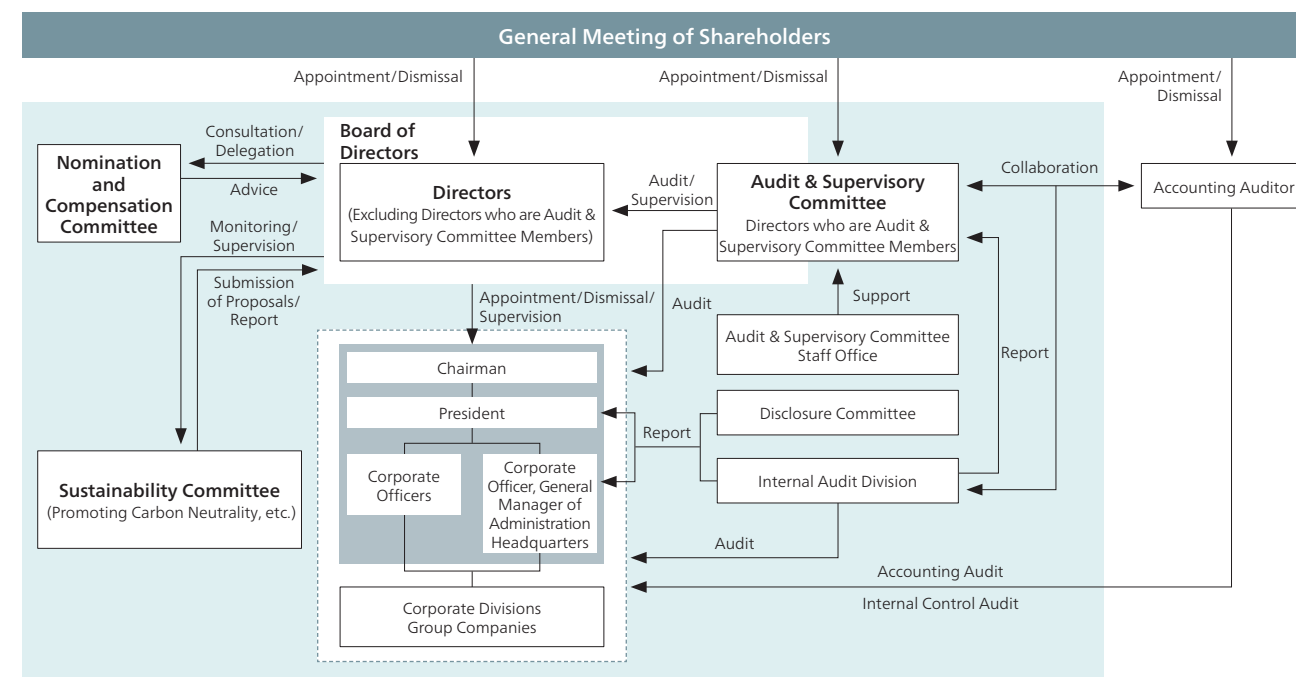 General Meeting of Shareholders
Appointment/Dismissal
Appointment/Dismissal
Appointment/
Dismissal
Consultation/
Delegation
Advice
Nomination
and
Compensation
Committee
Monitoring/
Supervision
Submission
of Proposals/
Report
Board of
Directors
Directors
(Excluding Directors who are Audit &
Supervisory Committee Members)
Audit/
Supervision
Audit & Supervisory
Committee
Directors who are Audit &
Supervisory Committee Members
Collaboration
Accounting Auditor
Appointment/Dismissal/
Supervision
Audit
Support
Audit & Supervisory Committee
Staff Office
Report
Chairman
President
Corporate
Officers
Corporate
Officer, General
Manager of
Administration
Headquarters
Report
Disclosure Committee
Internal Audit Division
Sustainability Committee
(Promoting Carbon Neutrality, etc.)
Audit
Accounting Audit
Internal Control Audit
Corporate Divisions
Group Companies